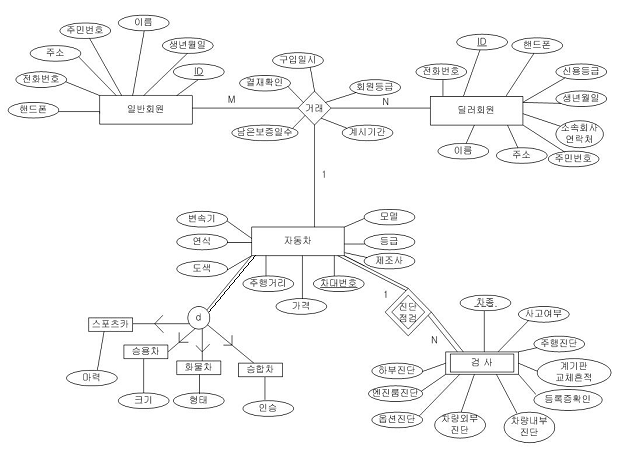 이름
주민번호
주소
생년월일
전화번호
ID
핸드폰
일반회원
M
구입일시
결재확인
회원등급
거래
남은보증일수
게시기간
N
ID
핸드폰
전화번호
신용등급
생년월일
딜러회원
소속회사
연락처
이름
주소
주민번호
1
변속기
모델
연식
자동차
등급
도색
제조사
주행거리
차대번호
가격
1
진단
점검
N
스포츠카
d
승용차
화물차
승합차
마력
크기
형태
인승
차종
사고여부
주행진단
검 사
하부진단
계기판
교체흔적
엔진룸진단
등록증확인
옵션진단
차량외부
진단
차량내부
진단